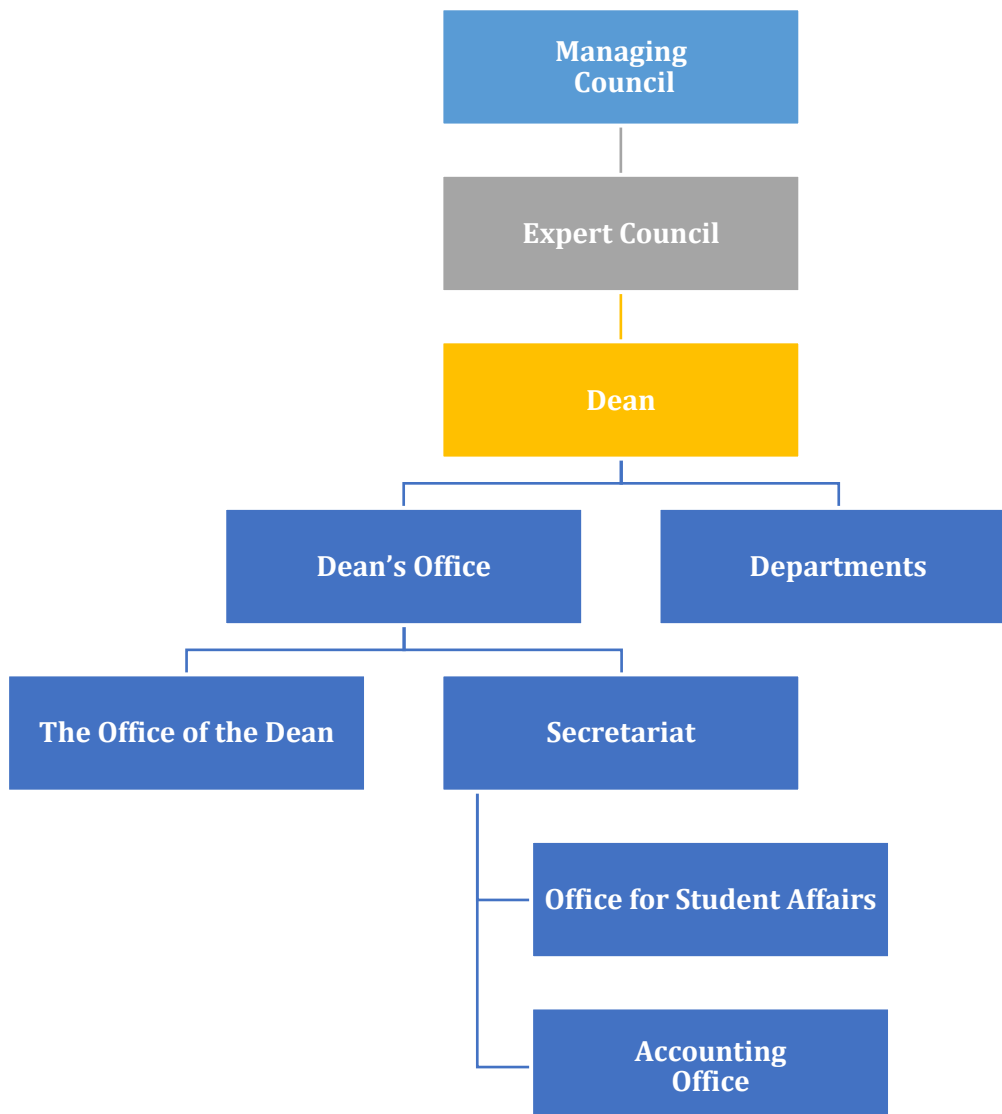 Managing
Council
Expert Council
Dean
Dean’s Office
Departments
The Office of the Dean
Secretariat
Office for Student Affairs
Accounting
Office